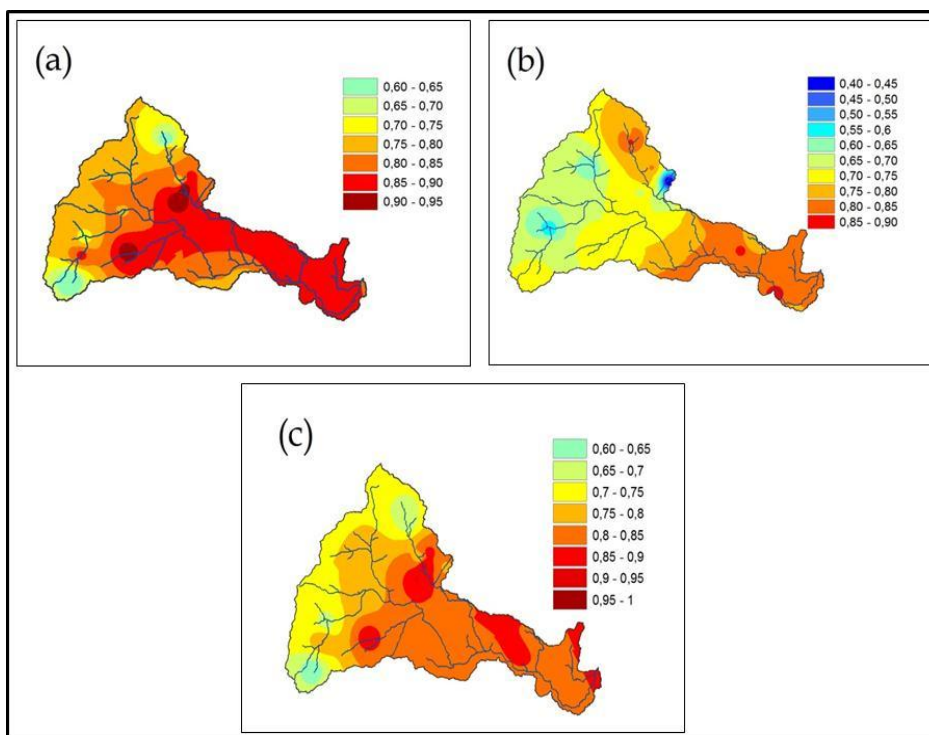 (a)
0,60 - 0,65
0,65 - 0,70
0,70 - 0,75
0,75 - 0,80
0,80 - 0,85
0,85 - 0,90
0,90 - 0,95
(b)
0,40 - 0,45
0,45 - 0,50
0,50 - 0,55
0,55 - 0,6
0,60 - 0,65
0,65 - 0,70
0,70 - 0,75
0,75 - 0,80
0,80 - 0,85
0,85 - 0,90
(c)
0,60 - 0,65
0,65 - 0,7
0,7 - 0,75
0,75 - 0,8
0,8 - 0,85
0,85 - 0,9
0,9 - 0,95
0,95 - 1